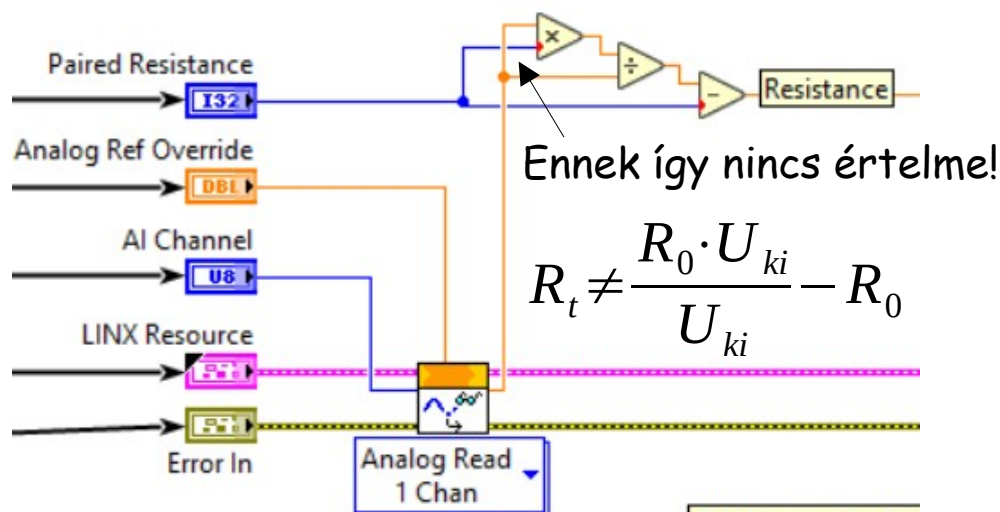 Paired Resistance
I32
×
÷
−
Resistance
Analog Ref Override
DBL
Ennek így nincs értelme!
AI Channel
U8
R_t ≠ (R_0·U_ki)/U_ki − R_0
LINX Resource
Error In
Analog Read
1 Chan